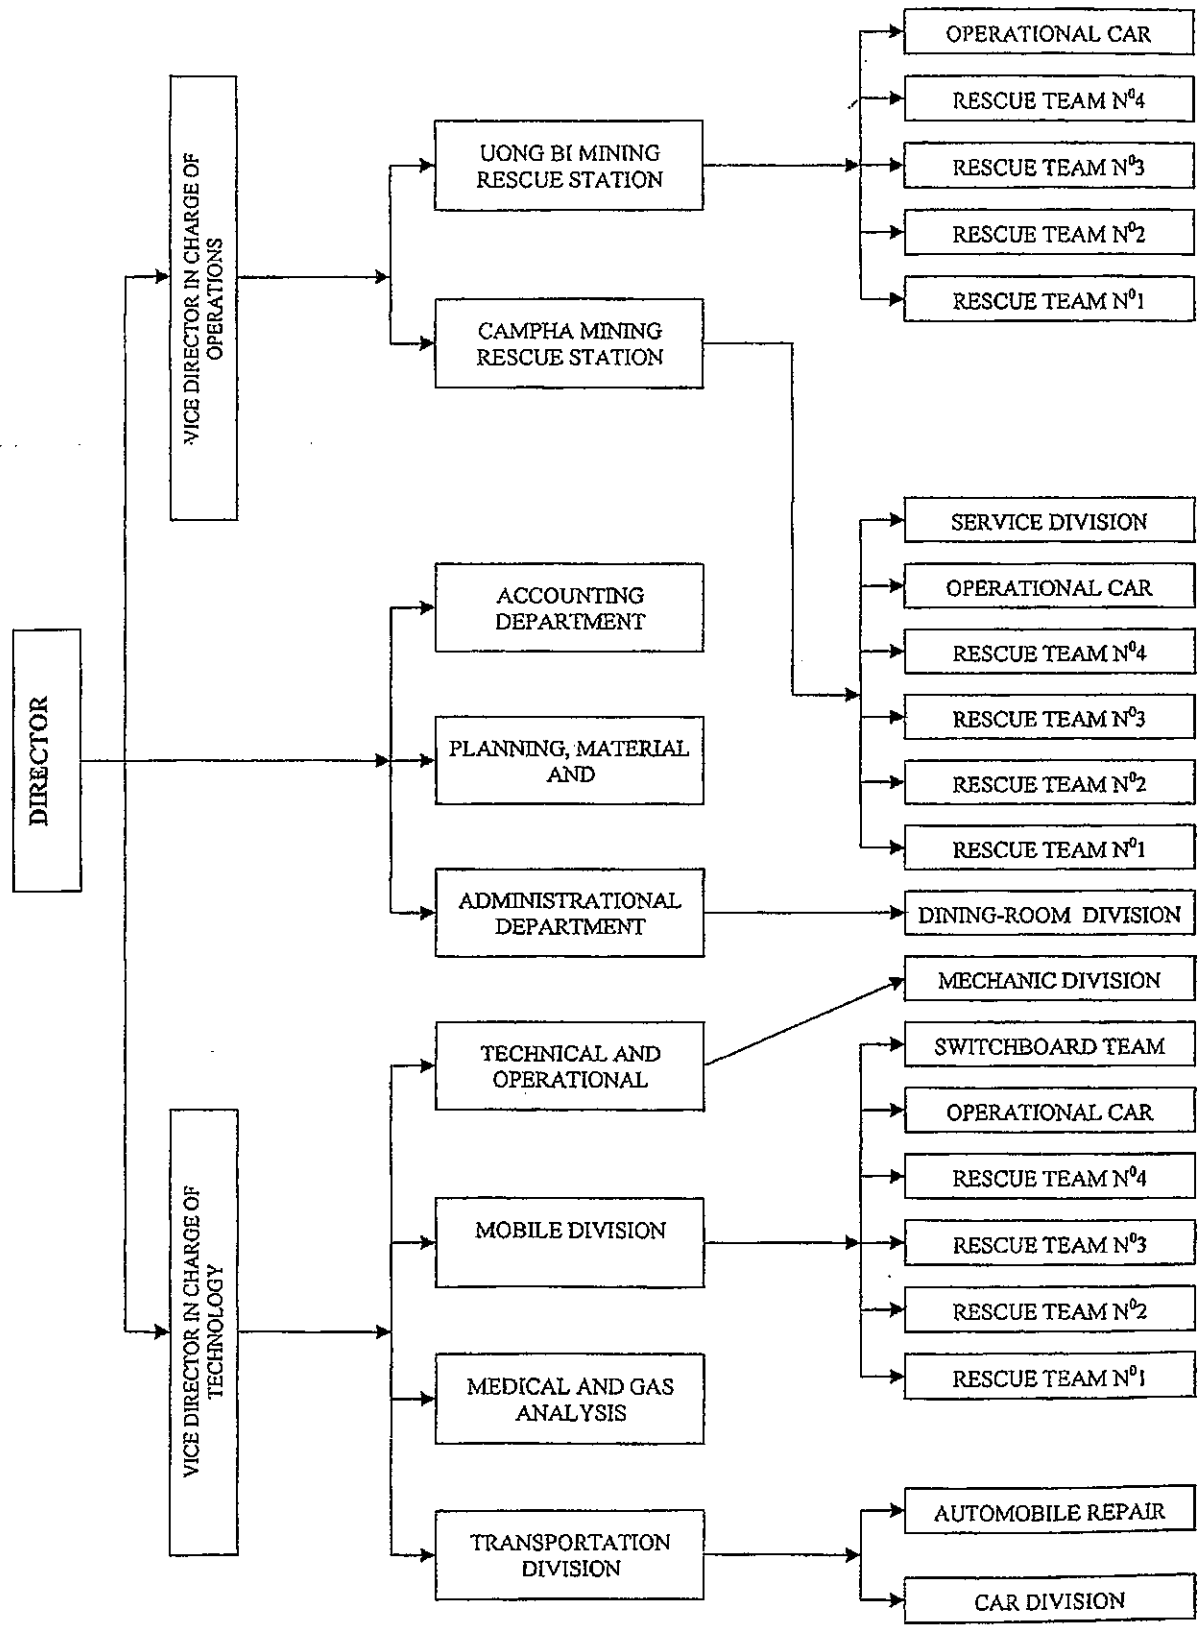 DIRECTOR
VICE DIRECTOR IN CHARGE OF
OPERATIONS
VICE DIRECTOR IN CHARGE OF
TECHNOLOGY
UONG BI MINING
RESCUE STATION
CAMPHA MINING
RESCUE STATION
ACCOUNTING
DEPARTMENT
PLANNING, MATERIAL
AND
ADMINISTRATIONAL
DEPARTMENT
TECHNICAL AND
OPERATIONAL
MOBILE DIVISION
MEDICAL AND GAS
ANALYSIS
TRANSPORTATION
DIVISION
OPERATIONAL CAR
RESCUE TEAM N⁰4
RESCUE TEAM N⁰3
RESCUE TEAM N⁰2
RESCUE TEAM N⁰1
SERVICE DIVISION
OPERATIONAL CAR
RESCUE TEAM N⁰4
RESCUE TEAM N⁰3
RESCUE TEAM N⁰2
RESCUE TEAM N⁰1
DINING-ROOM DIVISION
MECHANIC DIVISION
SWITCHBOARD TEAM
OPERATIONAL CAR
RESCUE TEAM N⁰4
RESCUE TEAM N⁰3
RESCUE TEAM N⁰2
RESCUE TEAM N⁰1
AUTOMOBILE REPAIR
CAR DIVISION